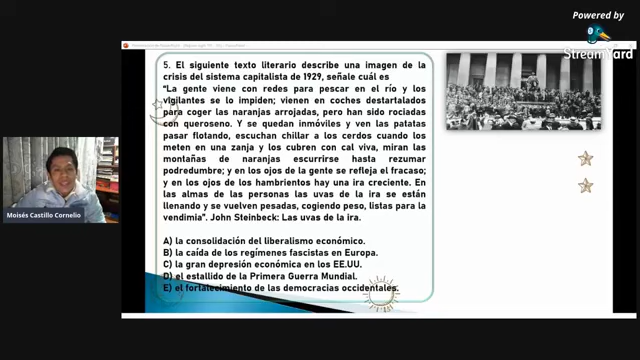 Powered by
StreamYard
5. El siguiente texto literario describe una imagen de la
crisis del sistema capitalista de 1929, señale cuál es
"La gente viene con redes para pescar en el río y los
vigilantes se lo impiden; vienen en coches destartalados
para coger las naranjas arrojadas, pero han sido rociadas
con queroseno. Y se quedan inmóviles y ven las patatas
pasar flotando, escuchan chillar a los cerdos cuando los
meten en una zanja y los cubren con cal viva, miran las
montañas de naranjas escurrirse hasta rezumar
podredumbre; y en los ojos de la gente se refleja el fracaso;
y en los ojos de los hambrientos hay una ira creciente. En
las almas de las personas las uvas de la ira se están
llenando y se vuelven pesadas, cogiendo peso, listas para la
vendimia". John Steinbeck: Las uvas de la ira.
A) la consolidación del liberalismo económico.
B) la caída de los regímenes fascistas en Europa.
C) la gran depresión económica en los EE.UU.
D) el estallido de la Primera Guerra Mundial.
E) el fortalecimiento de las democracias occidentales.
Moisés Castillo Cornelio